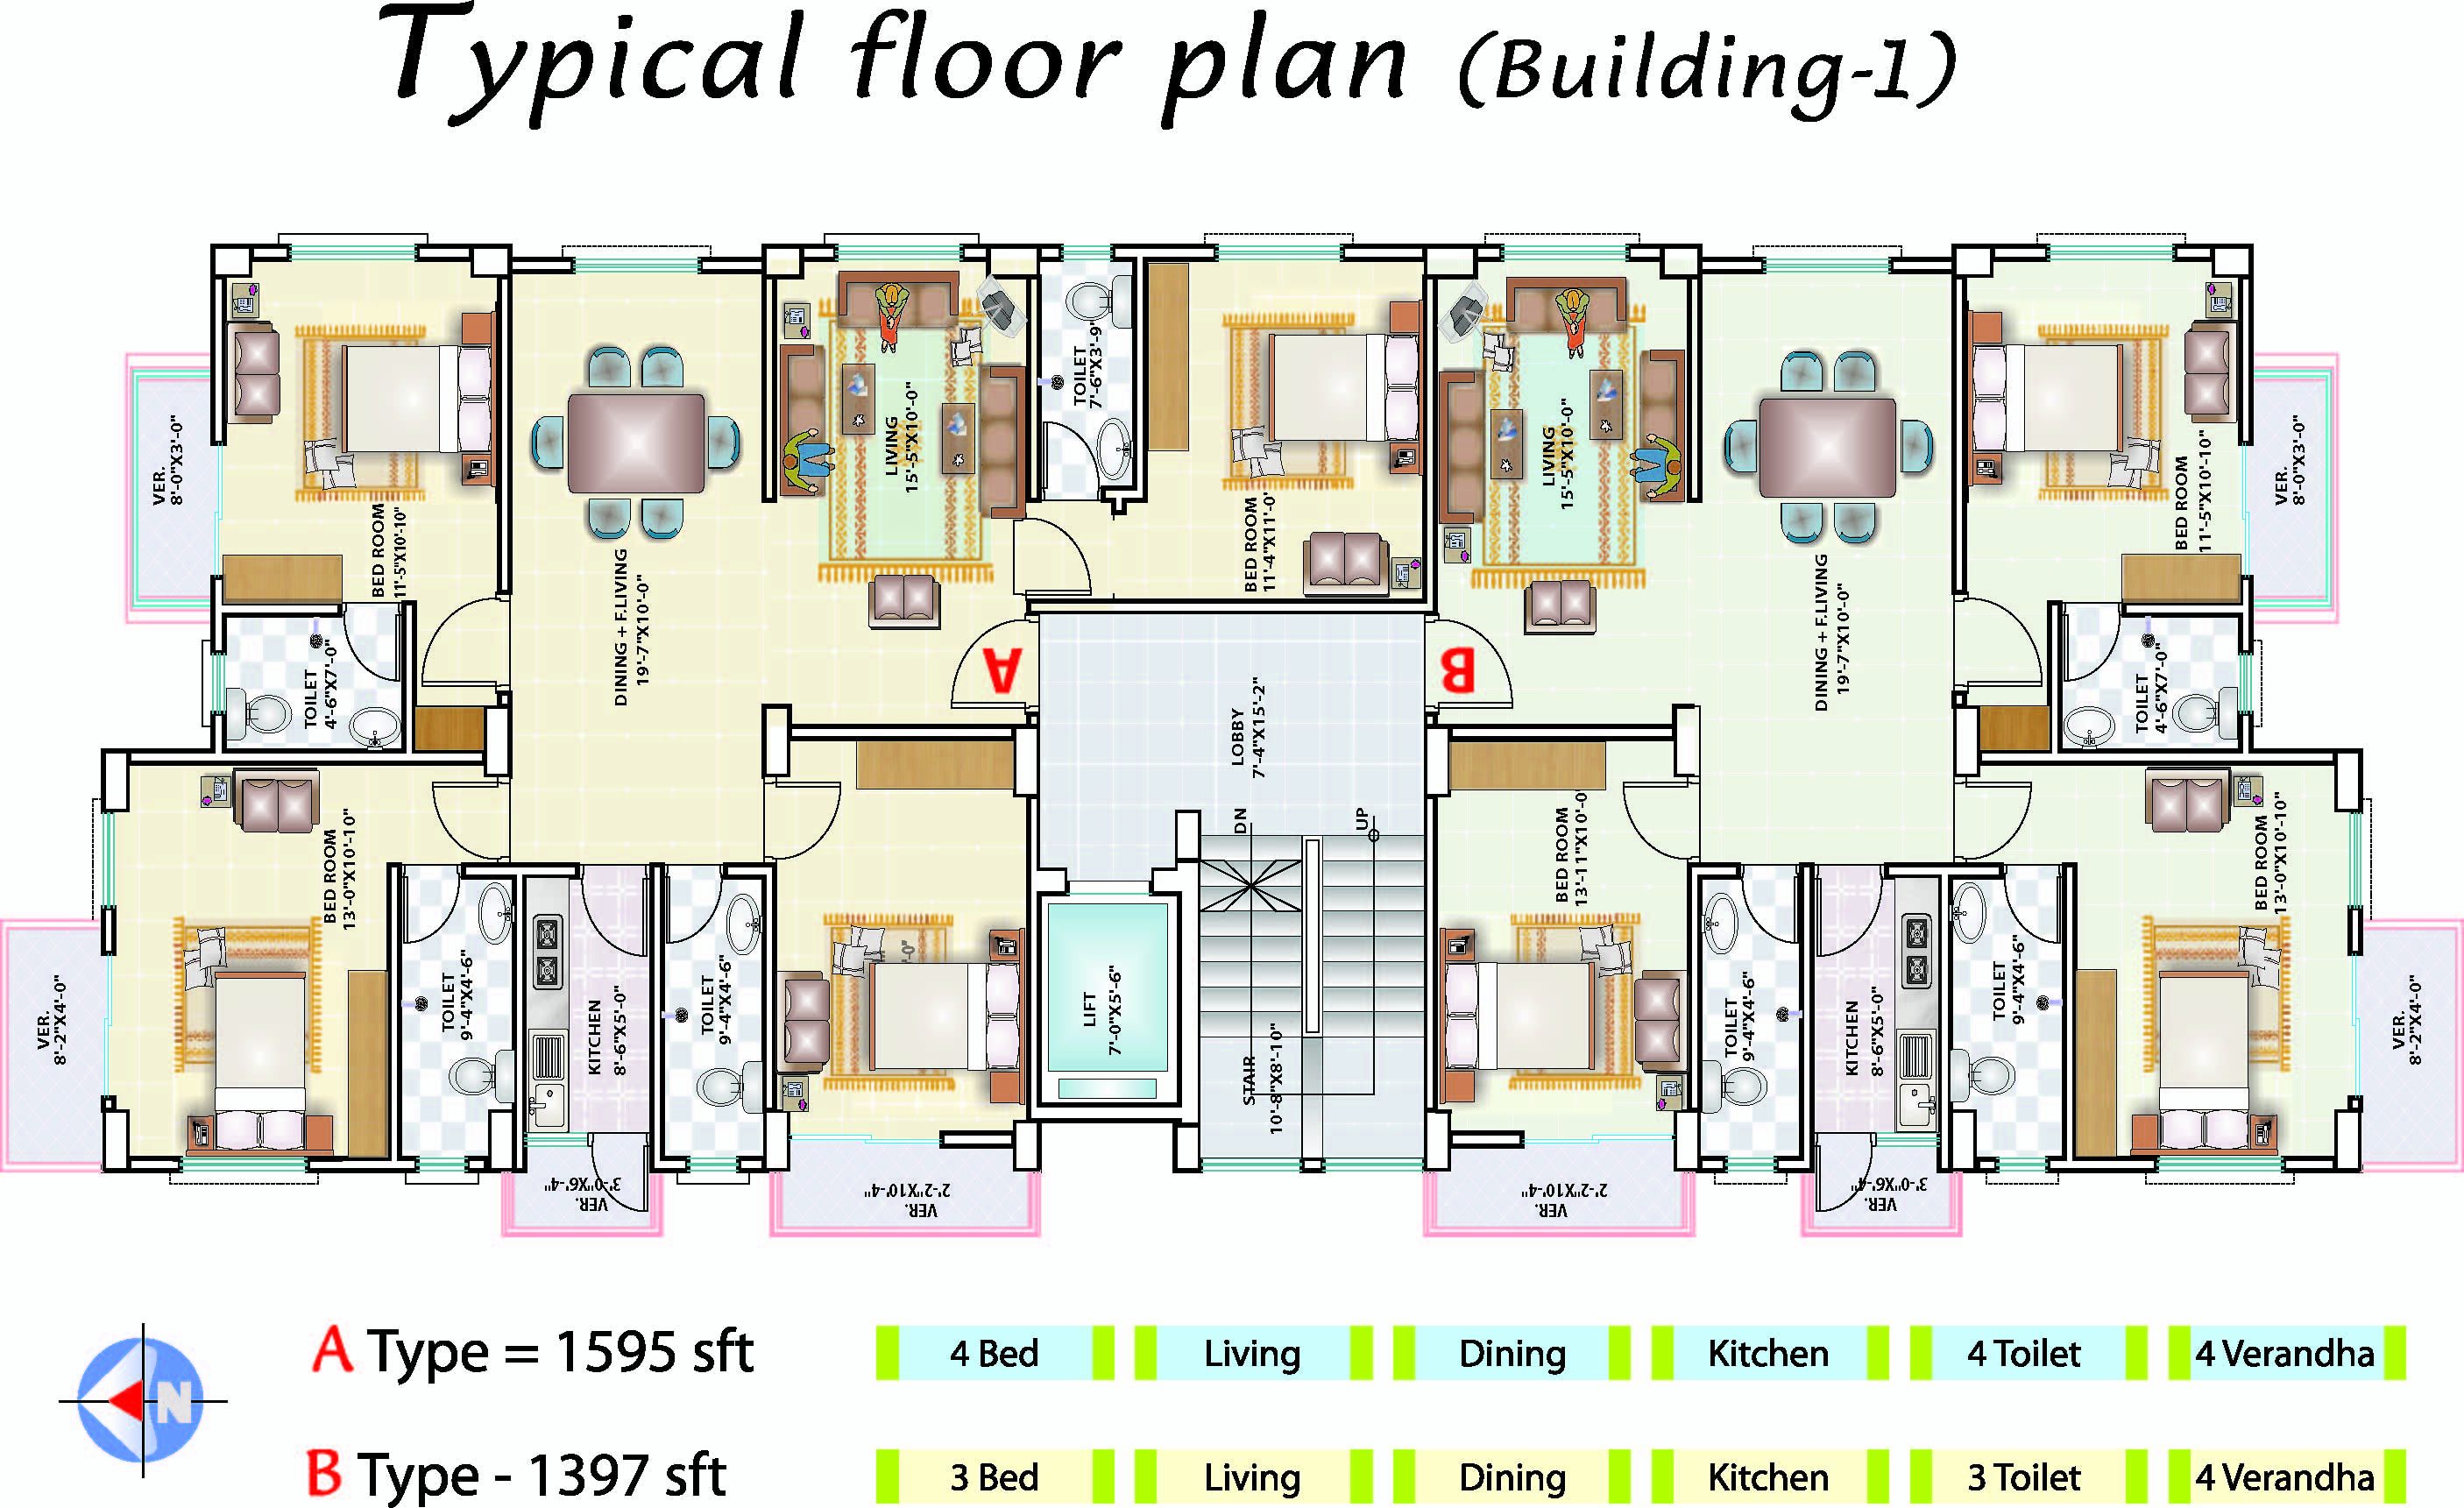 Typical floor plan (Building-1)
VER.
8'-0"X3'-0"
BED ROOM
11'-5"X10'-10"
TOILET
4'-6"X7'-0"
DINING + F.LIVING
19'-7"X10'-0"
LIVING
15'-5"X10'-0"
TOILET
7'-6"X3'-9"
BED ROOM
11'-4"X11'-0"
LIVING
15'-5"X10'-0"
DINING + F.LIVING
19'-7"X10'-0"
BED ROOM
11'-5"X10'-10"
VER.
8'-0"X3'-0"
TOILET
4'-6"X7'-0"
A
B
LOBBY
7'-4"X15'-2"
DN
UP
VER.
8'-2"X4'-0"
BED ROOM
13'-0"X10'-10"
TOILET
9'-4"X4'-6"
KITCHEN
8'-6"X5'-0"
TOILET
9'-4"X4'-6"
'-0"
LIFT
7'-0"X5'-6"
STAIR
10'-8"X8'-10"
BED ROOM
13'-11"X10'-0"
TOILET
9'-4"X4'-6"
KITCHEN
8'-6"X5'-0"
TOILET
9'-4"X4'-6"
BED ROOM
13'-0"X10'-10"
VER.
8'-2"X4'-0"
VER.
3'-0"X6'-4"
VER.
2'-2"X10'-4"
VER.
2'-2"X10'-4"
VER.
3'-0"X6'-4"
N
A Type = 1595 sft
4 Bed
Living
Dining
Kitchen
4 Toilet
4 Verandha
B Type - 1397 sft
3 Bed
Living
Dining
Kitchen
3 Toilet
4 Verandha